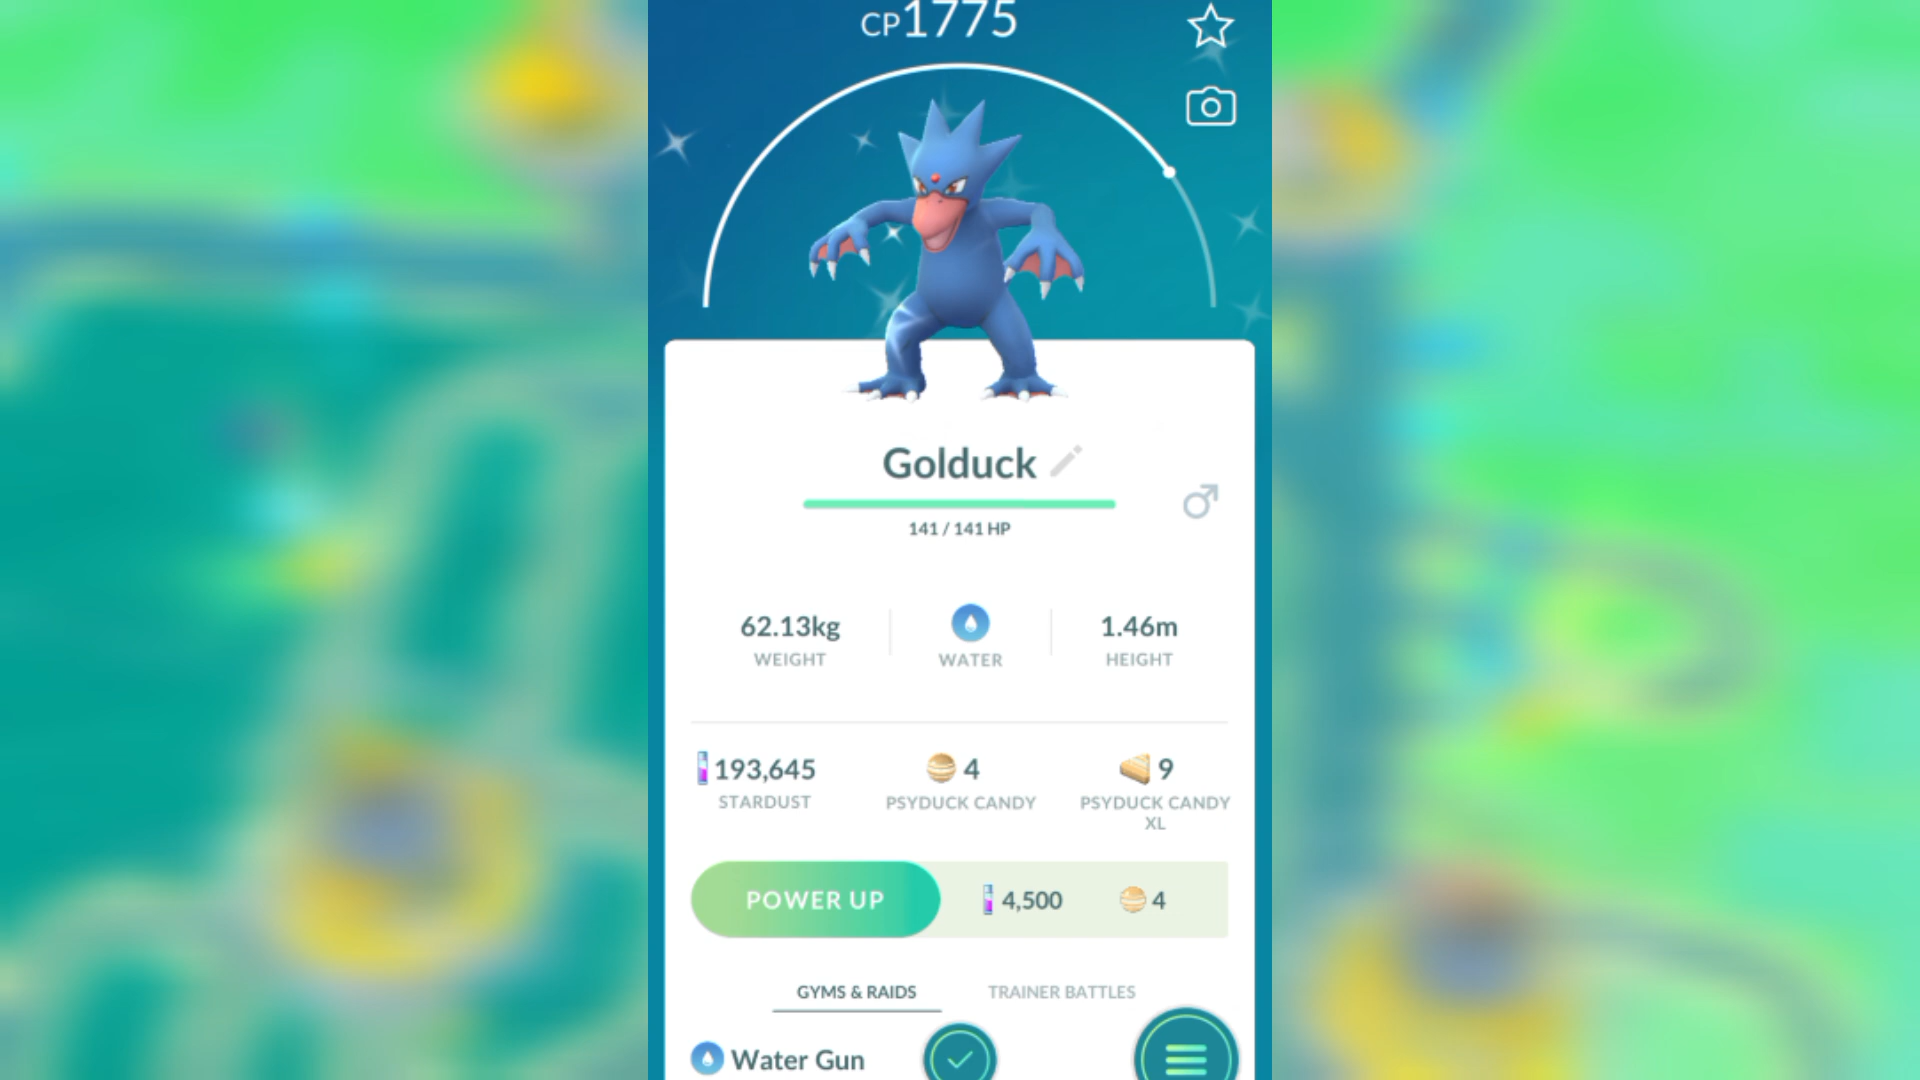 CP1775
Golduck
141 / 141 HP
62.13kg
WEIGHT
WATER
1.46m
HEIGHT
193,645
STARDUST
4
PSYDUCK CANDY
9
PSYDUCK CANDY
XL
POWER UP
4,500
4
GYMS & RAIDS
TRAINER BATTLES
Water Gun